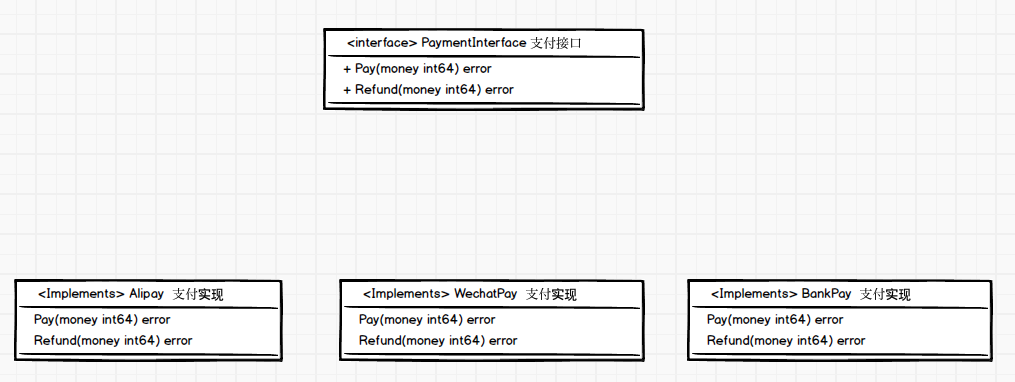 <interface> PaymentInterface 支付接口
+ Pay(money int64) error
+ Refund(money int64) error
<Implements> Alipay 支付实现
Pay(money int64) error
Refund(money int64) error
<Implements> WechatPay 支付实现
Pay(money int64) error
Refund(money int64) error
<Implements> BankPay 支付实现
Pay(money int64) error
Refund(money int64) error